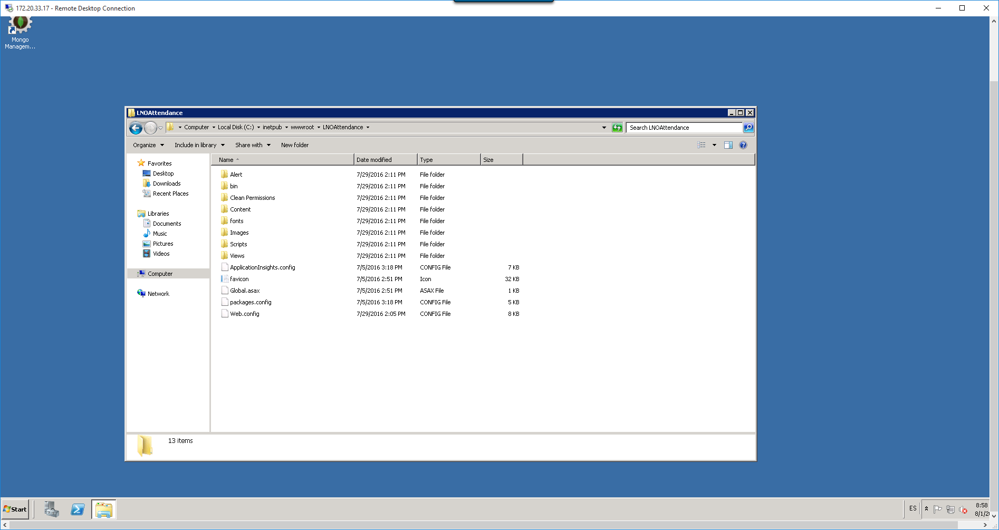 172.20.33.17 - Remote Desktop Connection
Mongo
Managem...
LNOAttendance
Computer Local Disk (C:) inetpub wwwroot LNOAttendance
Search LNOAttendance
Organize Include in library Share with New folder
Favorites
Desktop
Downloads
Recent Places
Libraries
Documents
Music
Pictures
Videos
Computer
Network
Name Date modified Type Size
Alert 7/29/2016 2:11 PM File folder
bin 7/29/2016 2:11 PM File folder
Clean Permissions 7/29/2016 2:11 PM File folder
Content 7/29/2016 2:11 PM File folder
fonts 7/29/2016 2:11 PM File folder
Images 7/29/2016 2:11 PM File folder
Scripts 7/29/2016 2:11 PM File folder
Views 7/29/2016 2:11 PM File folder
ApplicationInsights.config 7/5/2016 3:18 PM CONFIG File 7 KB
favicon 7/5/2016 2:51 PM Icon 32 KB
Global.asax 7/5/2016 2:51 PM ASAX File 1 KB
packages.config 7/5/2016 3:18 PM CONFIG File 5 KB
Web.config 7/29/2016 2:05 PM CONFIG File 8 KB
13 items
Start
ES
8:58
8/1/20